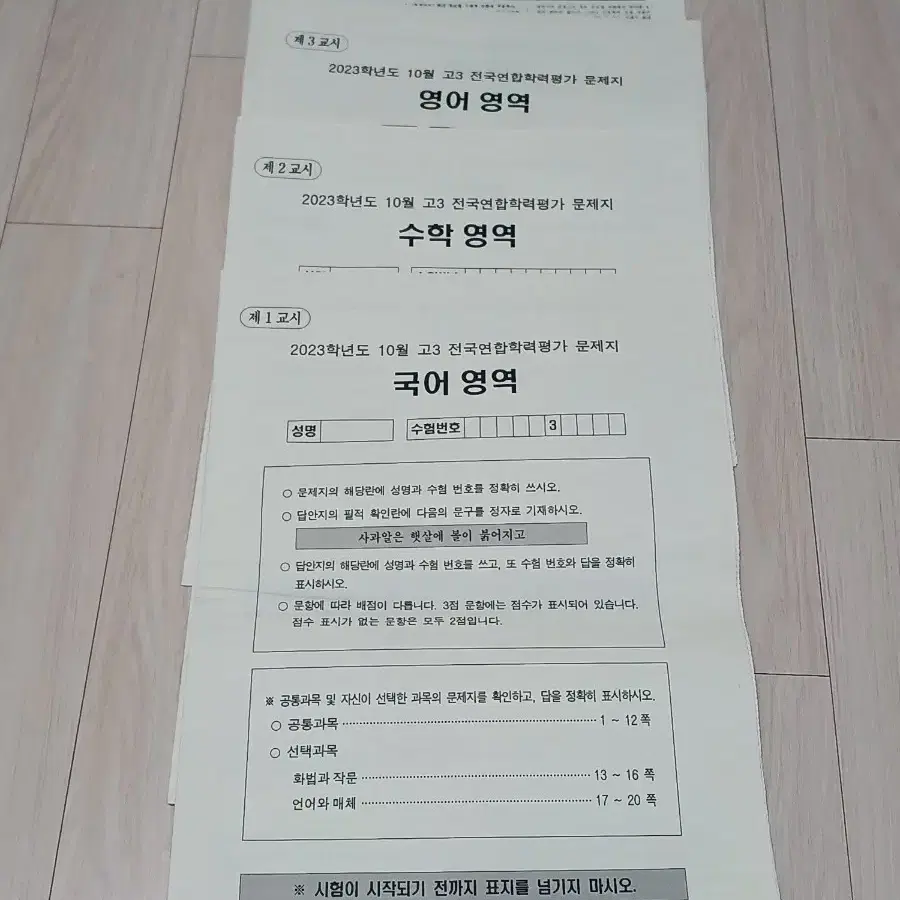 제 3 교시
2023학년도 10월 고3 전국연합학력평가 문제지
영어 영역
제 2 교시
2023학년도 10월 고3 전국연합학력평가 문제지
수학 영역
제 1 교시
2023학년도 10월 고3 전국연합학력평가 문제지
국어 영역
성명 수험번호 3
○ 문제지의 해당란에 성명과 수험 번호를 정확히 쓰시오.
○ 답안지의 필적 확인란에 다음의 문구를 정자로 기재하시오.
사과알은 햇살에 볼이 붉어지고
○ 답안지의 해당란에 성명과 수험 번호를 쓰고, 또 수험 번호와 답을 정확히
표시하시오.
○ 문항에 따라 배점이 다릅니다. 3점 문항에는 점수가 표시되어 있습니다.
점수 표시가 없는 문항은 모두 2점입니다.
※ 공통과목 및 자신이 선택한 과목의 문제지를 확인하고, 답을 정확히 표시하시오.
○ 공통과목 ········ 1 ~ 12 쪽
○ 선택과목
화법과 작문 ········ 13 ~ 16 쪽
언어와 매체 ········ 17 ~ 20 쪽
※ 시험이 시작되기 전까지 표지를 넘기지 마시오.